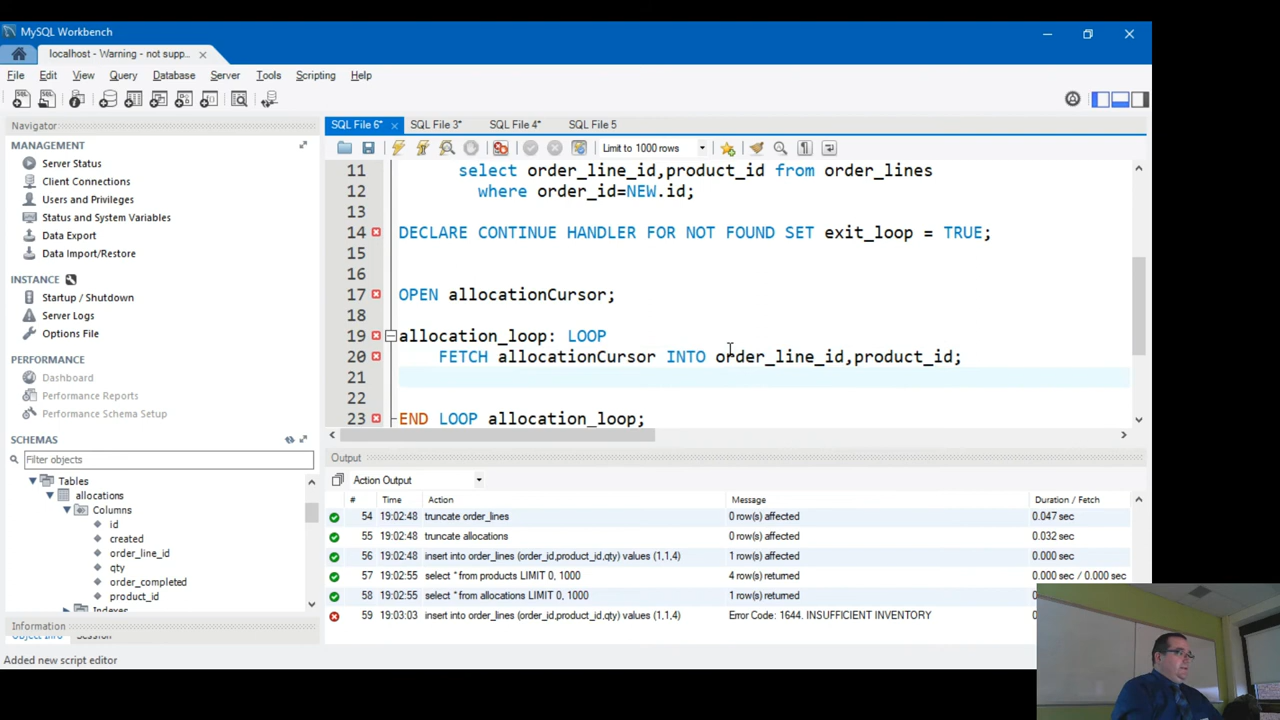 MySQL Workbench
localhost - Warning - not supp...
File Edit View Query Database Server Tools Scripting Help
Navigator
SQL File 6* SQL File 3* SQL File 4* SQL File 5
MANAGEMENT
Server Status
Client Connections
Users and Privileges
Status and System Variables
Data Export
Data Import/Restore
INSTANCE
Startup / Shutdown
Server Logs
Options File
PERFORMANCE
Dashboard
Performance Reports
Performance Schema Setup
SCHEMAS
Filter objects
Tables
allocations
Columns
id
created
order_line_id
qty
order_completed
product_id
Indexes
Information
Object Info Session
Added new script editor
Limit to 1000 rows
11 select order_line_id,product_id from order_lines
12 where order_id=NEW.id;
13
14 DECLARE CONTINUE HANDLER FOR NOT FOUND SET exit_loop = TRUE;
15
16
17 OPEN allocationCursor;
18
19 allocation_loop: LOOP
20 FETCH allocationCursor INTO order_line_id,product_id;
21
22
23 END LOOP allocation_loop;
Output
Action Output
# Time Action Message Duration / Fetch
54 19:02:48 truncate order_lines 0 row(s) affected 0.047 sec
55 19:02:48 truncate allocations 0 row(s) affected 0.032 sec
56 19:02:48 insert into order_lines (order_id,product_id,qty) values (1,1,4) 1 row(s) affected 0.000 sec
57 19:02:55 select * from products LIMIT 0, 1000 4 row(s) returned 0.000 sec / 0.000 sec
58 19:02:55 select * from allocations LIMIT 0, 1000 1 row(s) returned 0.000 sec / 0.000 sec
59 19:03:03 insert into order_lines (order_id,product_id,qty) values (1,1,4) Error Code: 1644. INSUFFICIENT INVENTORY